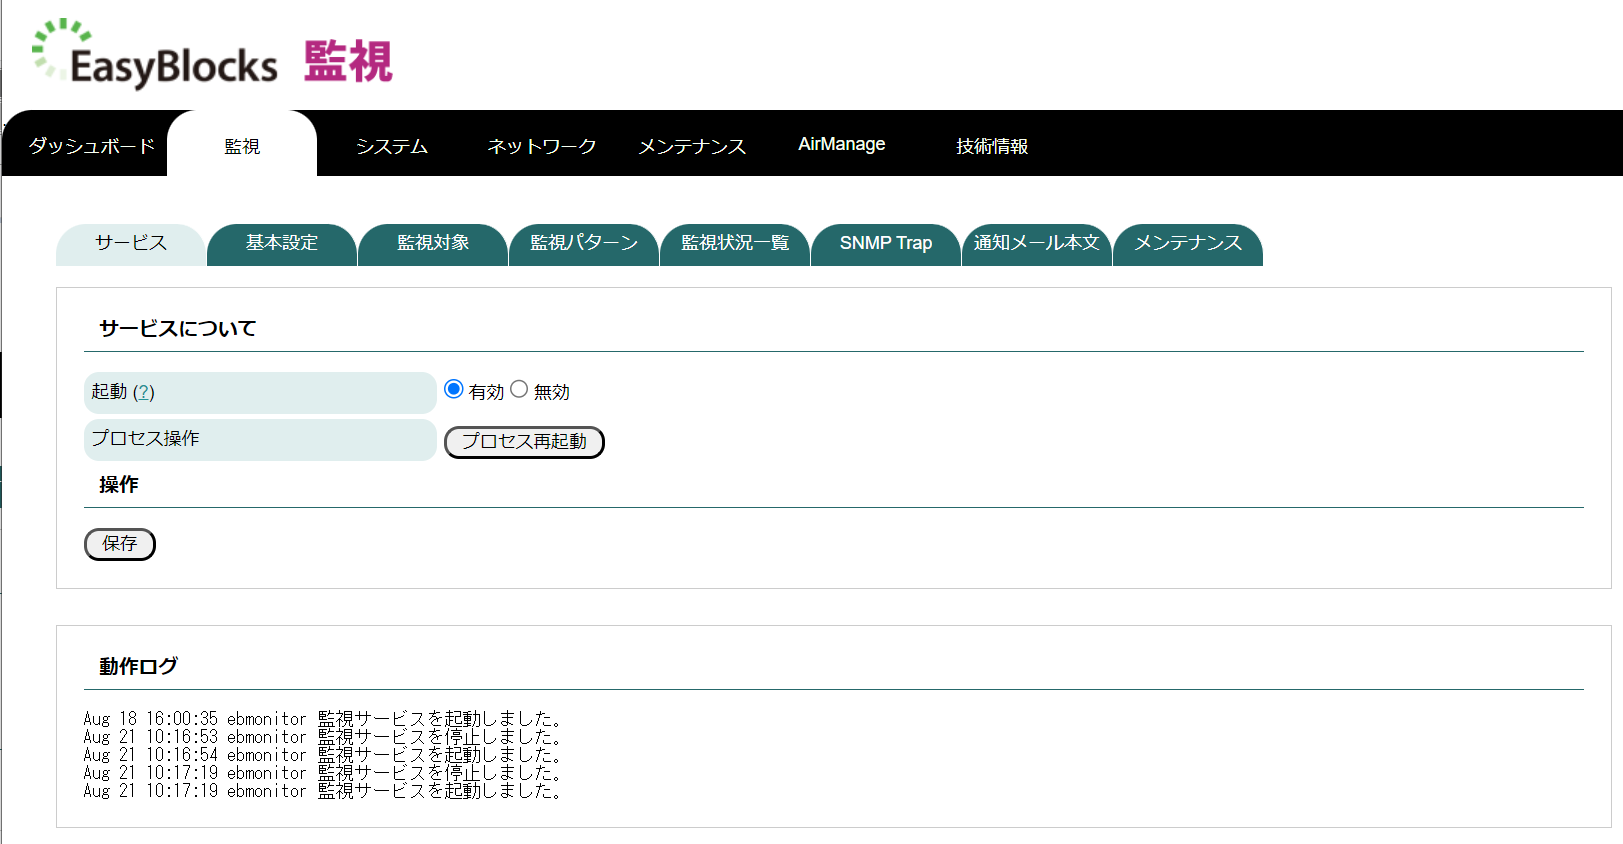 EasyBlocks 監視
ダッシュボード 監視 システム ネットワーク メンテナンス AirManage 技術情報
サービス 基本設定 監視対象 監視パターン 監視状況一覧 SNMP Trap 通知メール本文 メンテナンス
サービスについて
起動 (?) 有効 無効
プロセス操作 プロセス再起動
操作
保存
動作ログ
Aug 18 16:00:35 ebmonitor 監視サービスを起動しました。
Aug 21 10:16:53 ebmonitor 監視サービスを停止しました。
Aug 21 10:16:54 ebmonitor 監視サービスを起動しました。
Aug 21 10:17:19 ebmonitor 監視サービスを停止しました。
Aug 21 10:17:19 ebmonitor 監視サービスを起動しました。